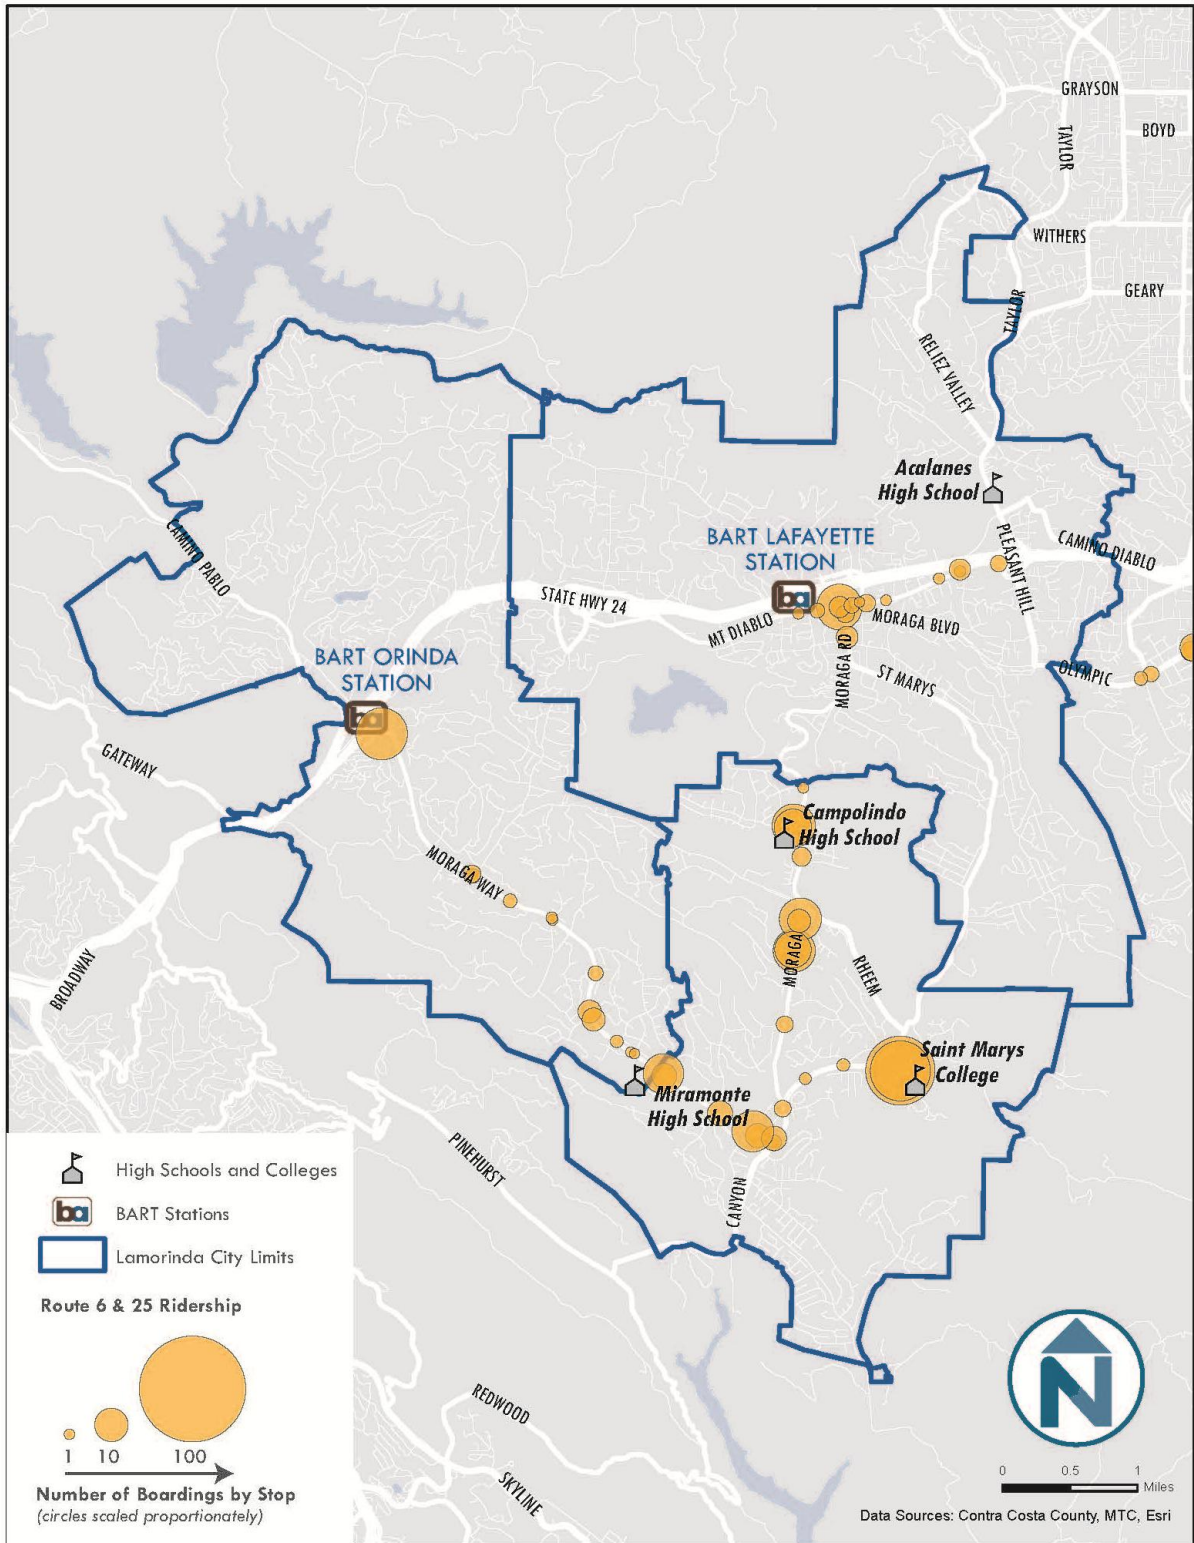 GRAYSON
TAYLOR
BOYD
WITHERS
GEARY
TAYLOR
RELIEZ VALLEY
Acalanes
High School
PLEASANT HILL
CAMINO DIABLO
BART LAFAYETTE
STATION
ba
CAMINO PABLO
STATE HWY 24
MT DIABLO
MORAGA BLVD
MORAGA RD
ST MARYS
OLYMPIC
BART ORINDA
STATION
ba
GATEWAY
Campolindo
High School
MORAGA WAY
BROADWAY
MORAGA
RHEEM
Saint Marys
College
Miramonte
High School
PINEHURST
CANYON
High Schools and Colleges
ba
BART Stations
Lamorinda City Limits
Route 6 & 25 Ridership
1 10 100
Number of Boardings by Stop
(circles scaled proportionately)
REDWOOD
SKYLINE
N
0 0.5 1
Miles
Data Sources: Contra Costa County, MTC, Esri